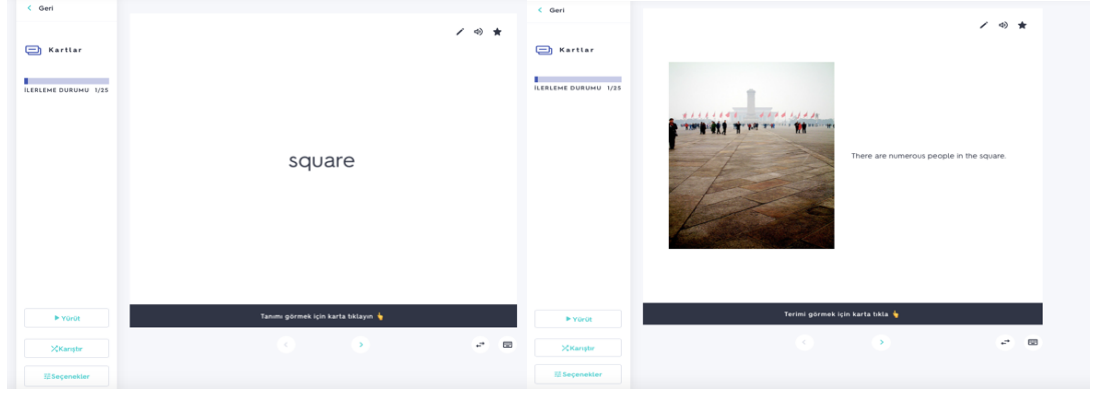 Geri
Kartlar
İLERLEME DURUMU 1/25
square
Tanımı görmek için karta tıklayın
Yürüt
Karıştır
Seçenekler
Geri
Kartlar
İLERLEME DURUMU 1/25
There are numerous people in the square.
Terimi görmek için karta tıkla
Yürüt
Karıştır
Seçenekler